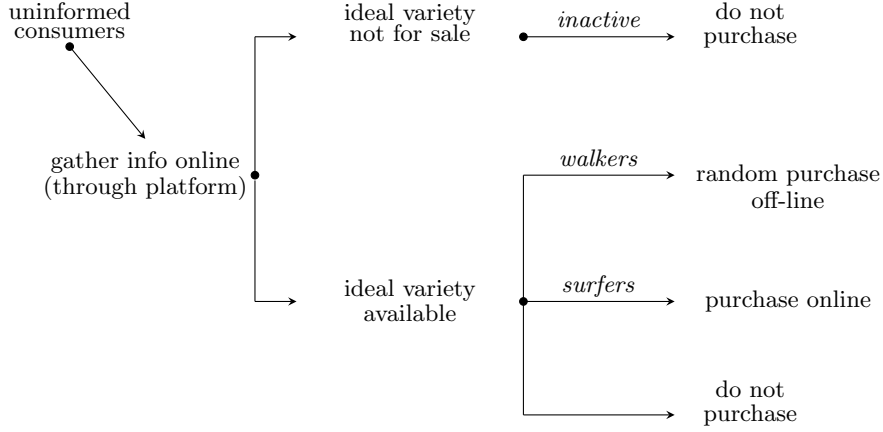 uninformed
consumers
ideal variety
not for sale
inactive
do not
purchase
gather info online
(through platform)
walkers
random purchase
off-line
ideal variety
available
surfers
purchase online
do not
purchase